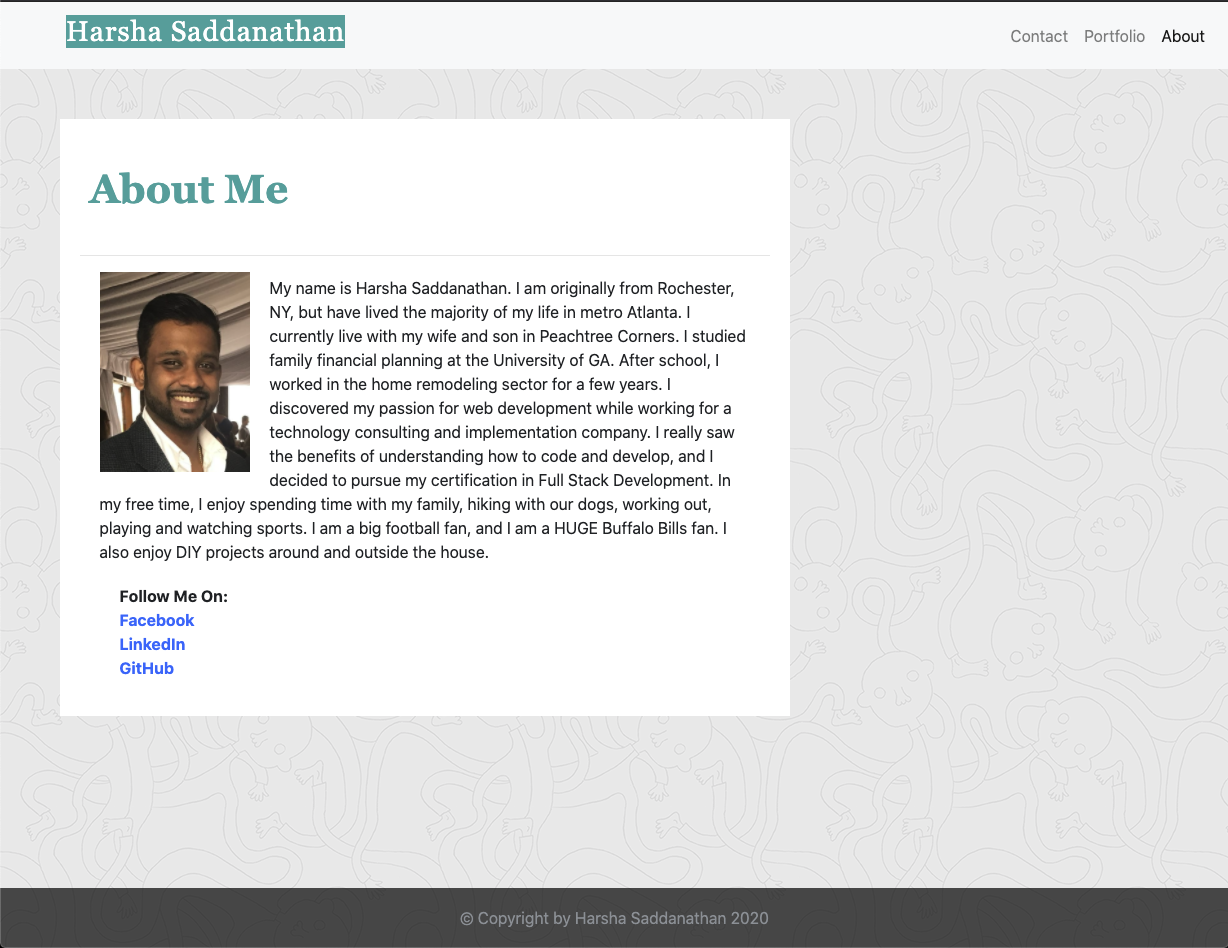 Harsha Saddanathan
Contact Portfolio About
About Me
My name is Harsha Saddanathan. I am originally from Rochester,
NY, but have lived the majority of my life in metro Atlanta. I
currently live with my wife and son in Peachtree Corners. I studied
family financial planning at the University of GA. After school, I
worked in the home remodeling sector for a few years. I
discovered my passion for web development while working for a
technology consulting and implementation company. I really saw
the benefits of understanding how to code and develop, and I
decided to pursue my certification in Full Stack Development. In
my free time, I enjoy spending time with my family, hiking with our dogs, working out,
playing and watching sports. I am a big football fan, and I am a HUGE Buffalo Bills fan. I
also enjoy DIY projects around and outside the house.
Follow Me On:
Facebook
LinkedIn
GitHub
© Copyright by Harsha Saddanathan 2020